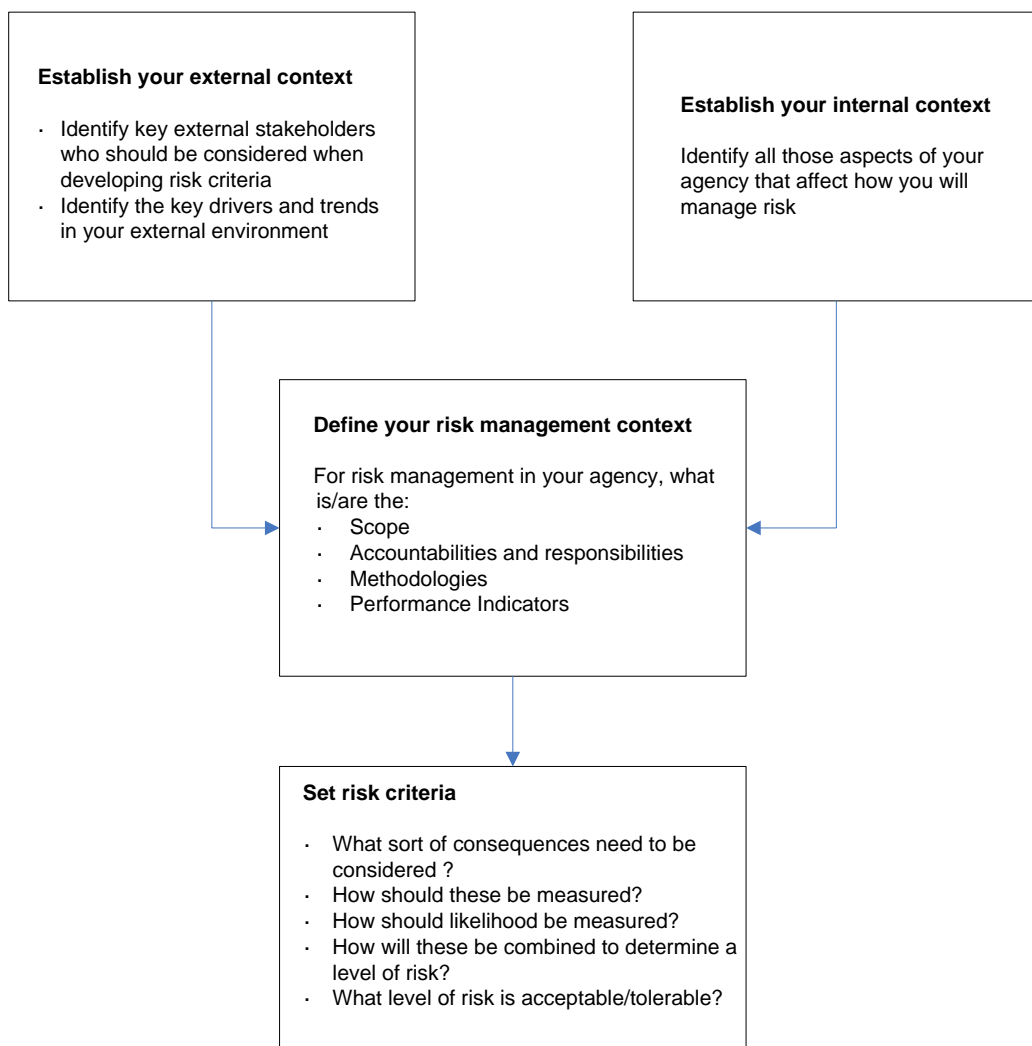 Establish your external context
· Identify key external stakeholders
who should be considered when
developing risk criteria
· Identify the key drivers and trends
in your external environment
Establish your internal context
Identify all those aspects of your
agency that affect how you will
manage risk
Define your risk management context
For risk management in your agency, what
is/are the:
· Scope
· Accountabilities and responsibilities
· Methodologies
· Performance Indicators
Set risk criteria
· What sort of consequences need to be
considered ?
· How should these be measured?
· How should likelihood be measured?
· How will these be combined to determine a
level of risk?
· What level of risk is acceptable/tolerable?